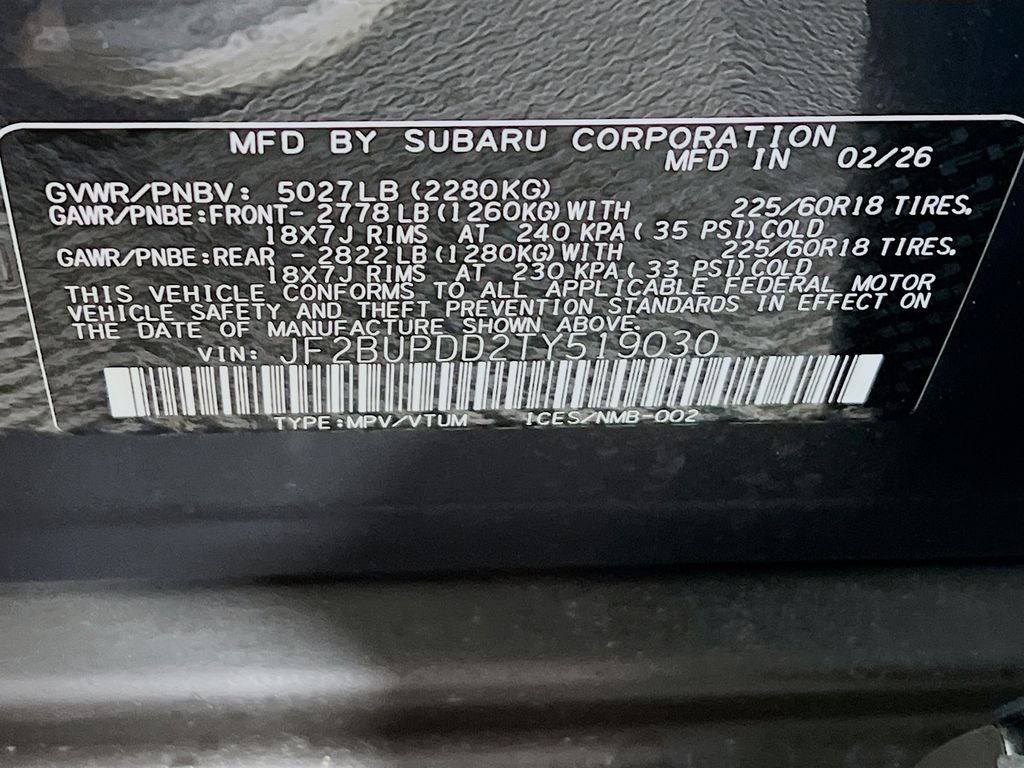 MFD BY SUBARU CORPORATION
MFD IN 02/26
GVWR/PNBV: 5027LB (2280KG)
GAWR/PNBE:FRONT- 2778 LB (1260KG) WITH 225/60R18 TIRES.
18X7J RIMS AT 240 KPA ( 35 PSI) COLD
GAWR/PNBE:REAR - 2822 LB (1280KG) WITH 225/60R18 TIRES.
18X7J RIMS AT 230 KPA ( 33 PSI) COLD
THIS VEHICLE CONFORMS TO ALL APPLICABLE FEDERAL MOTOR
VEHICLE SAFETY AND THEFT PREVENTION STANDARDS IN EFFECT ON
THE DATE OF MANUFACTURE SHOWN ABOVE.
VIN: JF2BUPDD2TY519030
TYPE:MPV/VTUM ICES/NMB-002